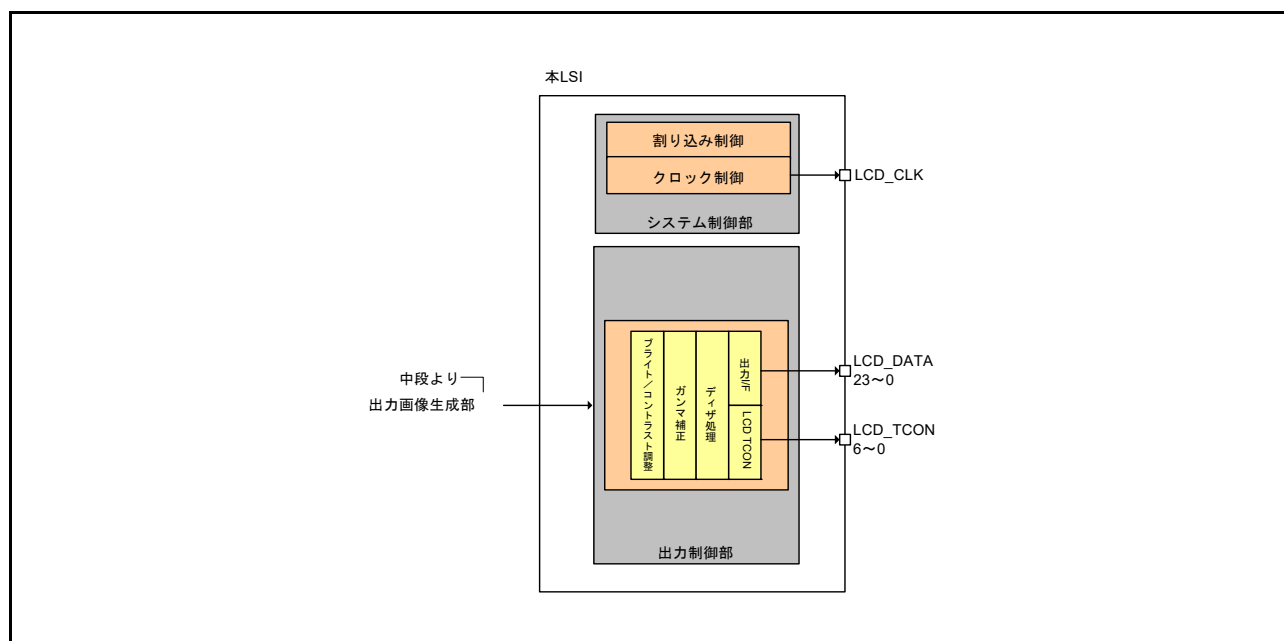 本LSI
割り込み制御
クロック制御
LCD_CLK
システム制御部
中段より
出力画像生成部
ブライト/コントラスト調整
ガンマ補正
ディザ処理
出力I/F
LCD TCON
LCD_DATA
23～0
LCD_TCON
6～0
出力制御部